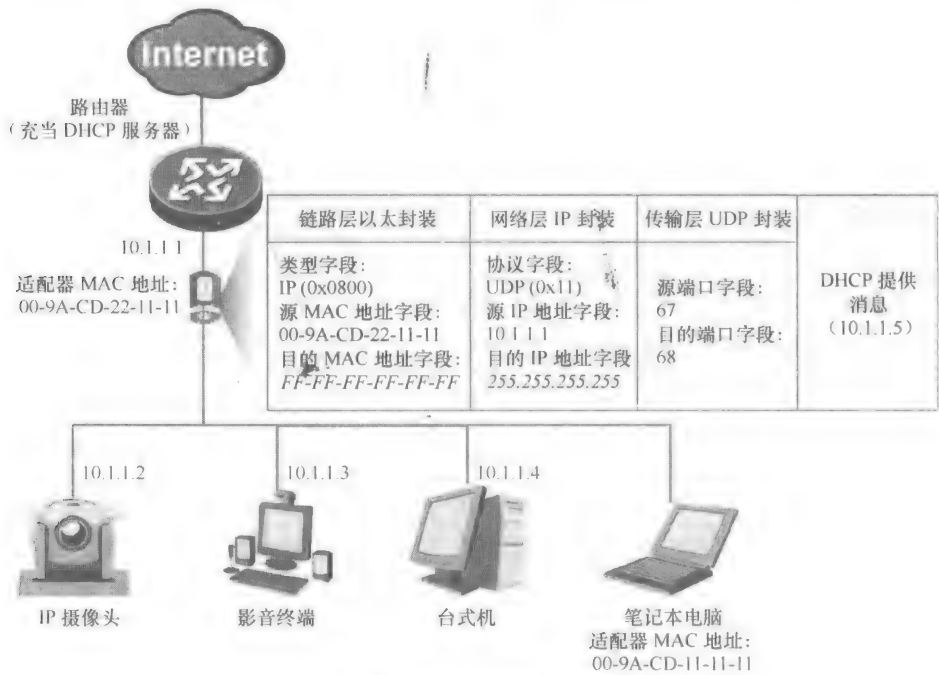 Internet
路由器
（充当 DHCP 服务器）
10.1.1.1
适配器 MAC 地址：
00-9A-CD-22-11-11
链路层以太封装
网络层 IP 封装
传输层 UDP 封装
类型字段：
IP (0x0800)
源 MAC 地址字段：
00-9A-CD-22-11-11
目的 MAC 地址字段：
FF-FF-FF-FF-FF-FF
协议字段：
UDP (0x11)
源 IP 地址字段：
10.1.1.1
目的 IP 地址字段
255.255.255.255
源端口字段：
67
目的端口字段：
68
DHCP 提供
消息
（10.1.1.5）
10.1.1.2
10.1.1.3
10.1.1.4
IP 摄像头
影音终端
台式机
笔记本电脑
适配器 MAC 地址：
00-9A-CD-11-11-11